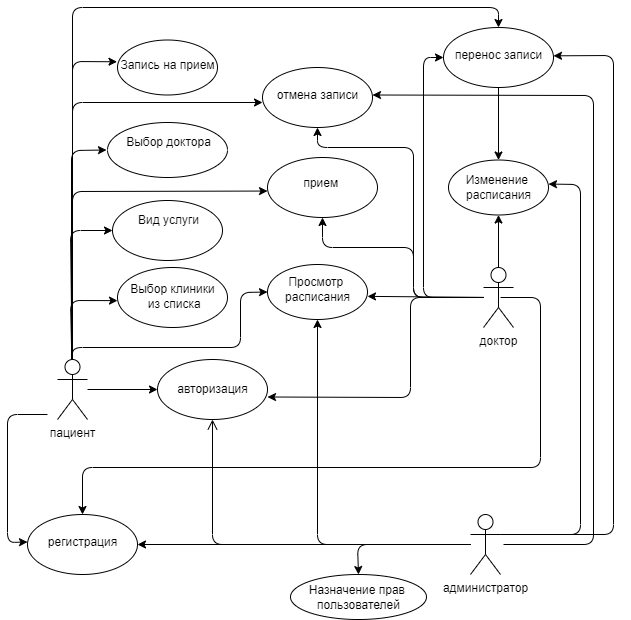 перенос записи
Запись на прием
отмена записи
Выбор доктора
прием
Изменение
расписания
Вид услуги
Просмотр
расписания
Выбор клиники
из списка
доктор
авторизация
пациент
регистрация
администратор
Назначение прав
пользователей